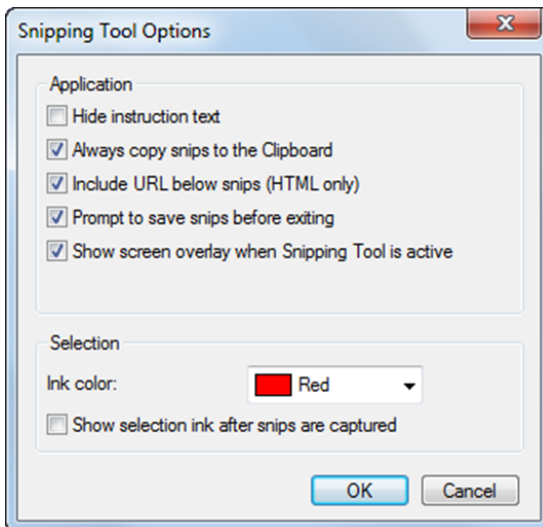 Snipping Tool Options
Application
Hide instruction text
Always copy snips to the Clipboard
Include URL below snips (HTML only)
Prompt to save snips before exiting
Show screen overlay when Snipping Tool is active
Selection
Ink color: Red
Show selection ink after snips are captured
OK Cancel